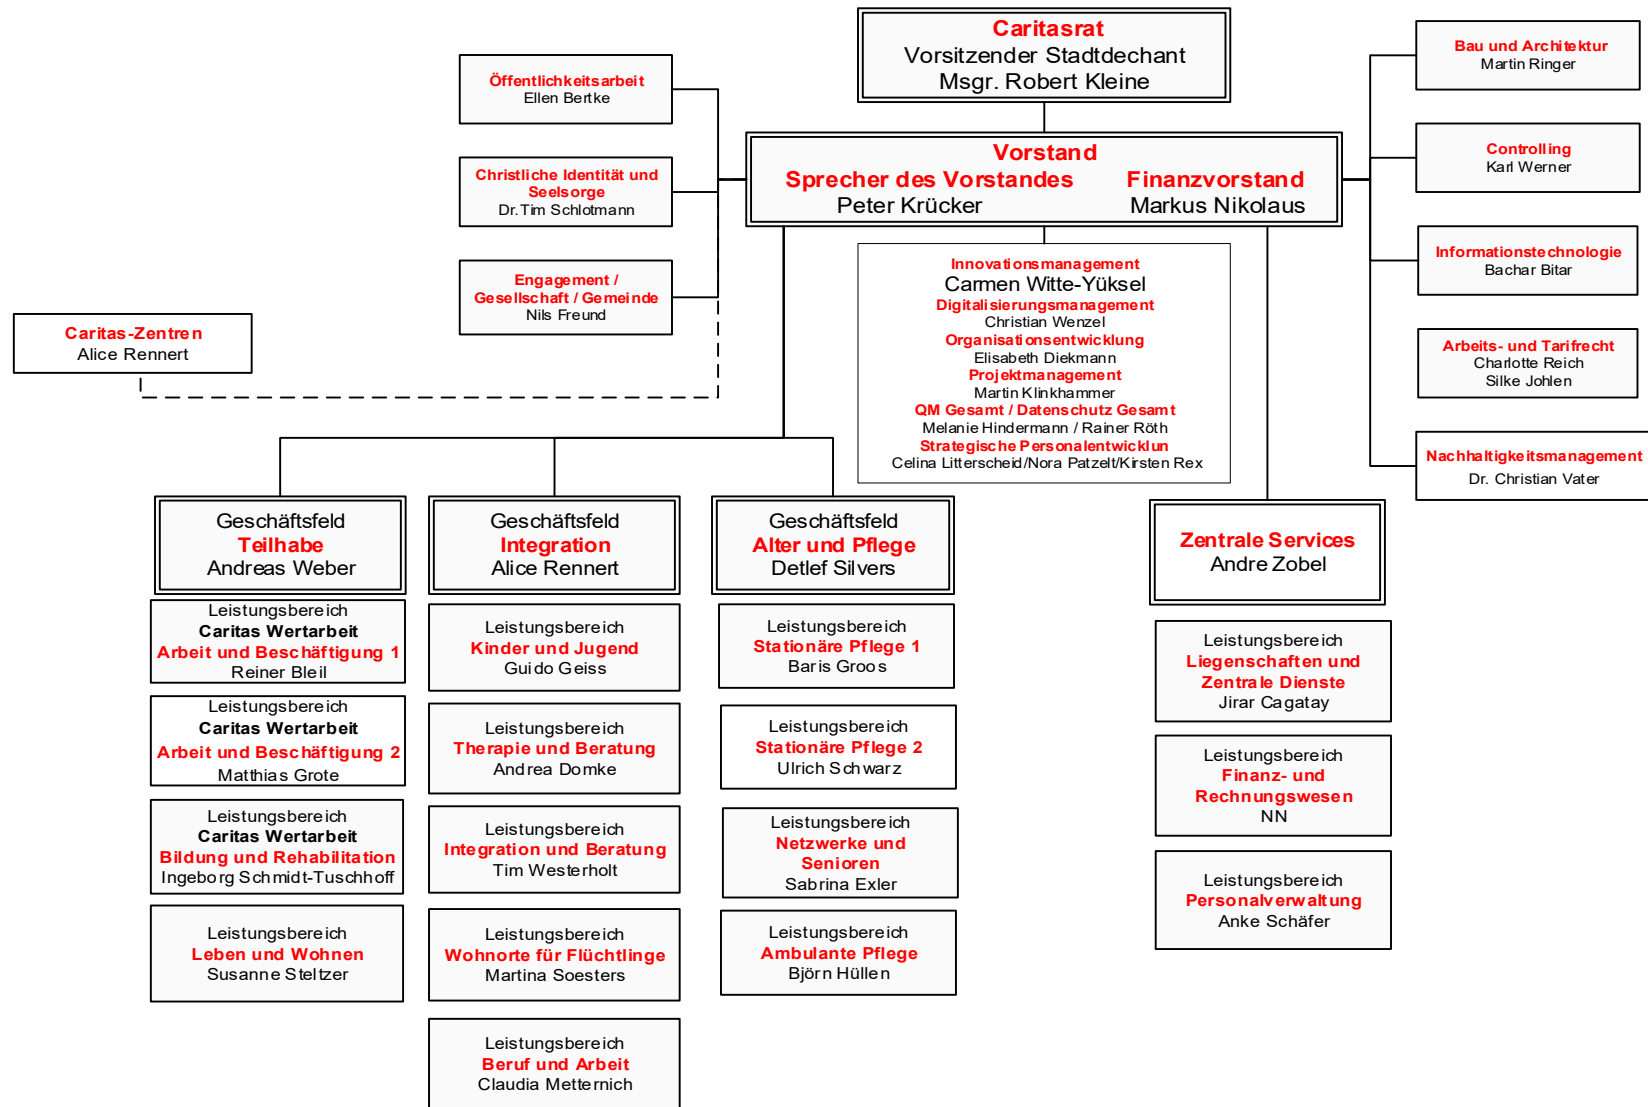 Caritasrat
Vorsitzender Stadtdechant
Msgr. Robert Kleine
Vorstand
Sprecher des Vorstandes
Peter Krücker
Finanzvorstand
Markus Nikolaus
Öffentlichkeitsarbeit
Ellen Bertke
Christliche Identität und
Seelsorge
Dr.Tim Schlotmann
Engagement /
Gesellschaft / Gemeinde
Nils Freund
Caritas-Zentren
Alice Rennert
Innovationsmanagement
Carmen Witte-Yüksel
Digitalisierungsmanagement
Christian Wenzel
Organisationsentwicklung
Elisabeth Diekmann
Projektmanagement
Martin Klinkhammer
QM Gesamt / Datenschutz Gesamt
Melanie Hindermann / Rainer Röth
Strategische Personalentwicklun
Celina Litterscheid/Nora Patzelt/Kirsten Rex
Bau und Architektur
Martin Ringer
Controlling
Karl Werner
Informationstechnologie
Bachar Bitar
Arbeits- und Tarifrecht
Charlotte Reich
Silke Johlen
Nachhaltigkeitsmanagement
Dr. Christian Vater
Geschäftsfeld
Teilhabe
Andreas Weber
Leistungsbereich
Caritas Wertarbeit
Arbeit und Beschäftigung 1
Reiner Bleil
Leistungsbereich
Caritas Wertarbeit
Arbeit und Beschäftigung 2
Matthias Grote
Leistungsbereich
Caritas Wertarbeit
Bildung und Rehabilitation
Ingeborg Schmidt-Tuschhoff
Leistungsbereich
Leben und Wohnen
Susanne Steltzer
Geschäftsfeld
Integration
Alice Rennert
Leistungsbereich
Kinder und Jugend
Guido Geiss
Leistungsbereich
Therapie und Beratung
Andrea Domke
Leistungsbereich
Integration und Beratung
Tim Westerholt
Leistungsbereich
Wohnorte für Flüchtlinge
Martina Soesters
Leistungsbereich
Beruf und Arbeit
Claudia Metternich
Geschäftsfeld
Alter und Pflege
Detlef Silvers
Leistungsbereich
Stationäre Pflege 1
Baris Groos
Leistungsbereich
Stationäre Pflege 2
Ulrich Schwarz
Leistungsbereich
Netzwerke und
Senioren
Sabrina Exler
Leistungsbereich
Ambulante Pflege
Björn Hüllen
Zentrale Services
Andre Zobel
Leistungsbereich
Liegenschaften und
Zentrale Dienste
Jirar Cagatay
Leistungsbereich
Finanz- und
Rechnungswesen
NN
Leistungsbereich
Personalverwaltung
Anke Schäfer